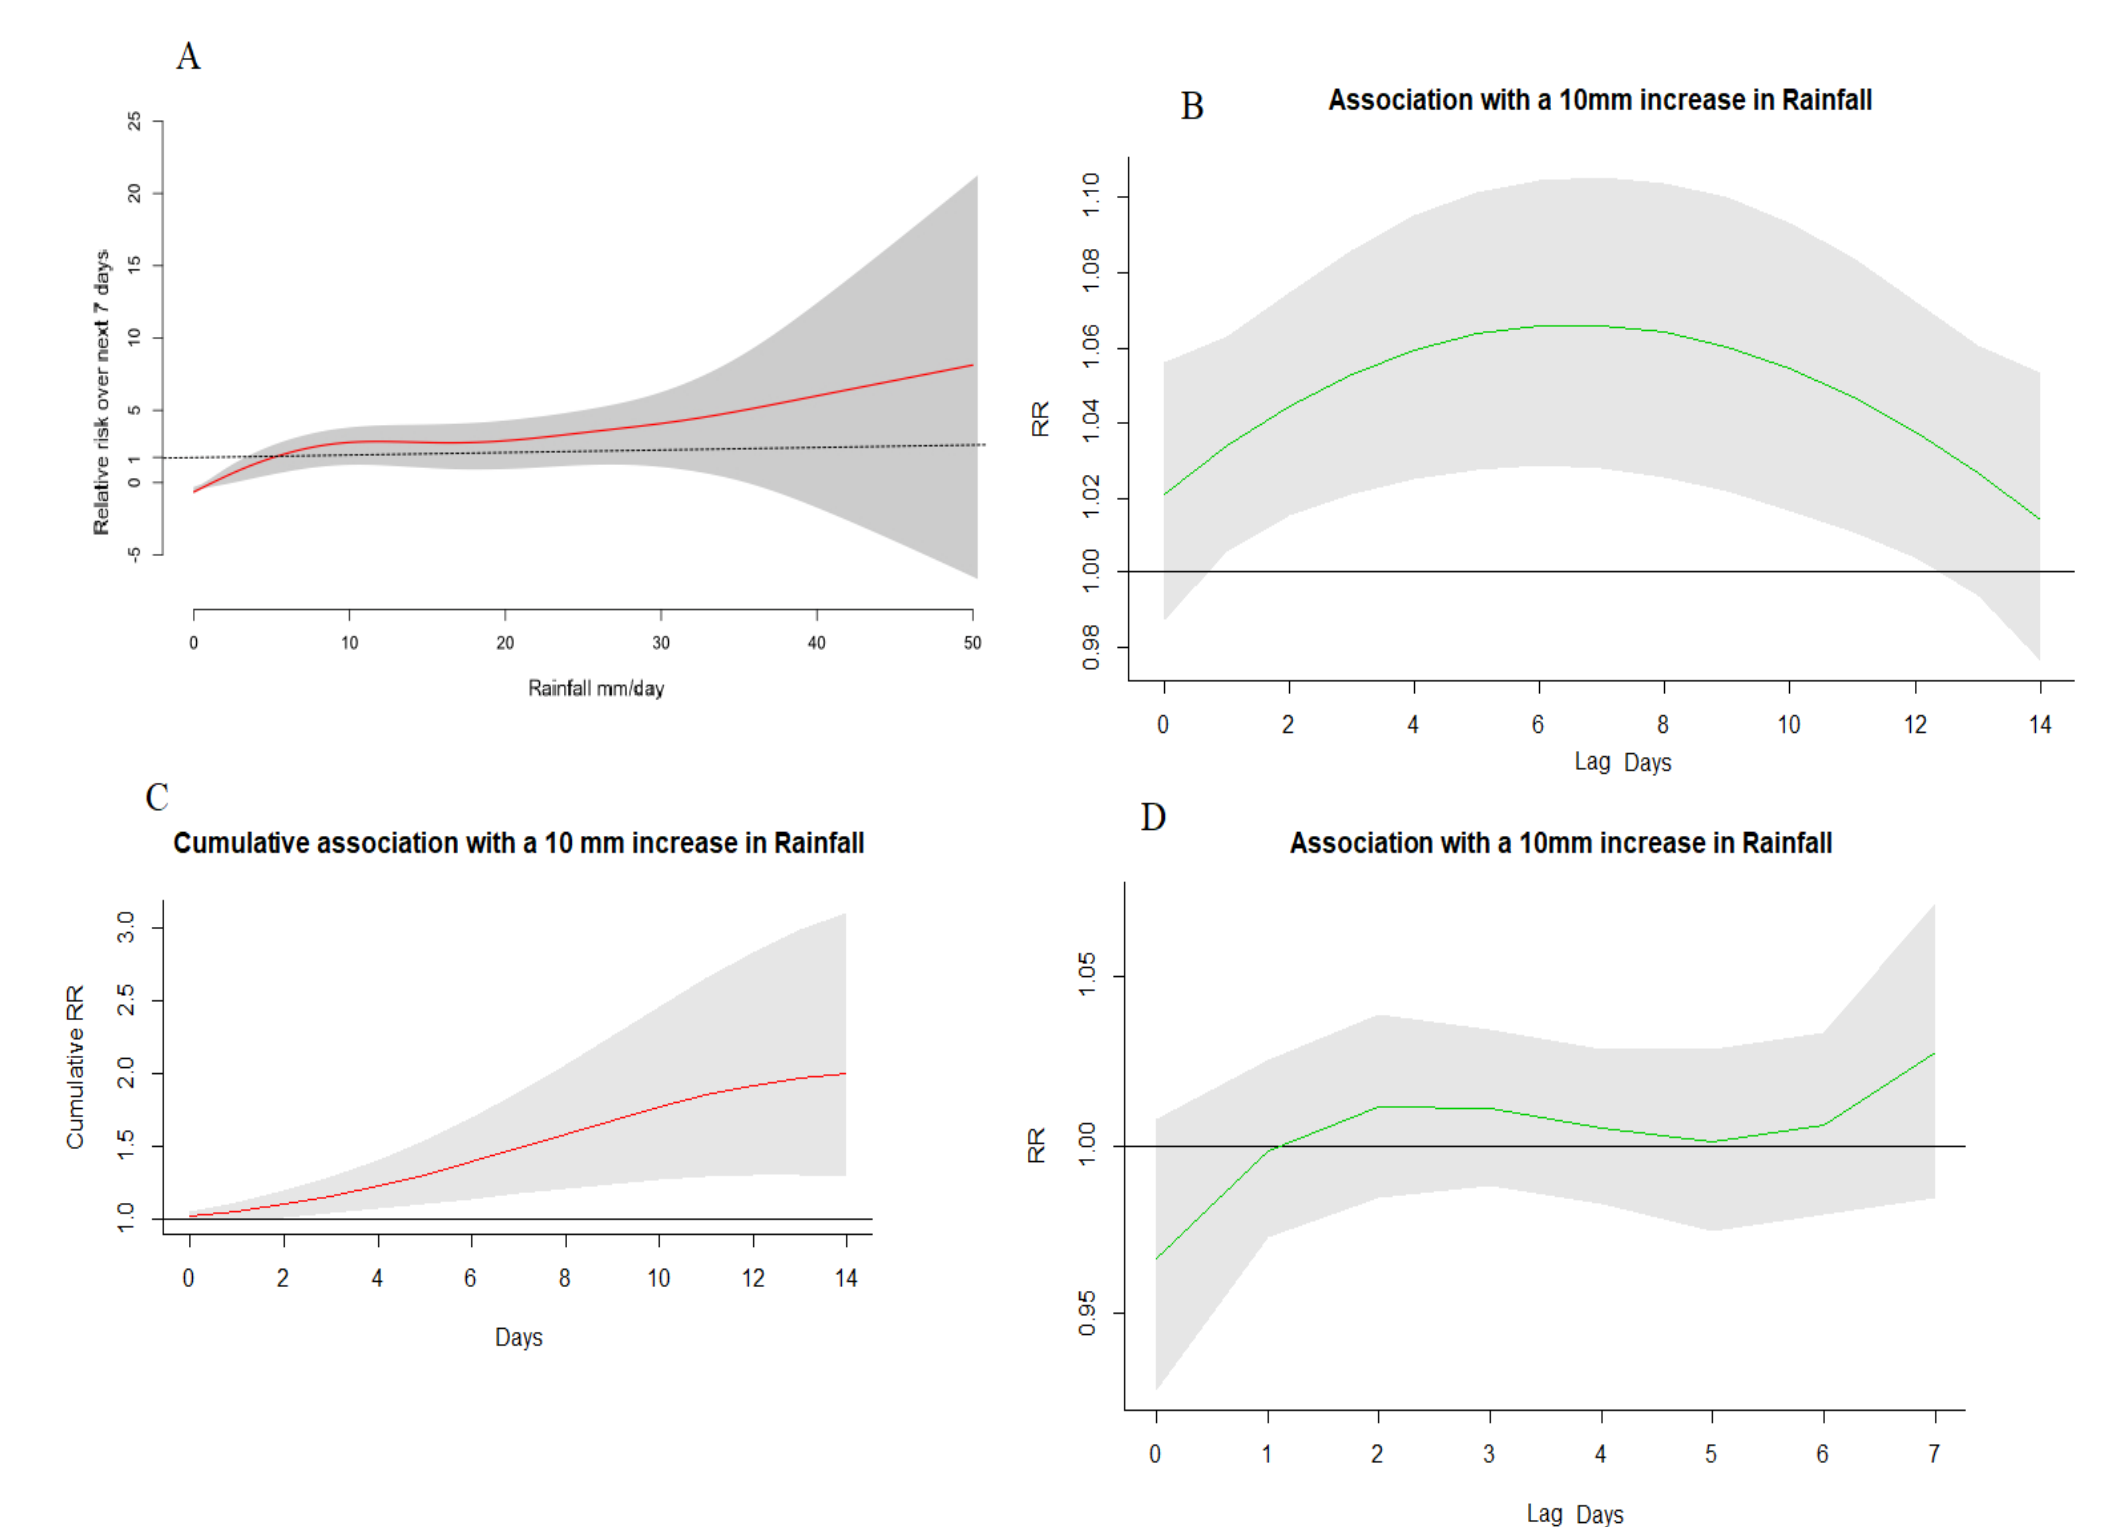 A
25
20
15
10
5
1
0
-5
Relative risk over next 7 days
0 10 20 30 40 50
Rainfall mm/day
B
Association with a 10mm increase in Rainfall
1.10
1.08
1.06
1.04
1.02
1.00
0.98
RR
0 2 4 6 8 10 12 14
Lag Days
C
Cumulative association with a 10 mm increase in Rainfall
3.0
2.5
2.0
1.5
1.0
Cumulative RR
0 2 4 6 8 10 12 14
Days
D
Association with a 10mm increase in Rainfall
1.05
1.00
0.95
RR
0 1 2 3 4 5 6 7
Lag Days